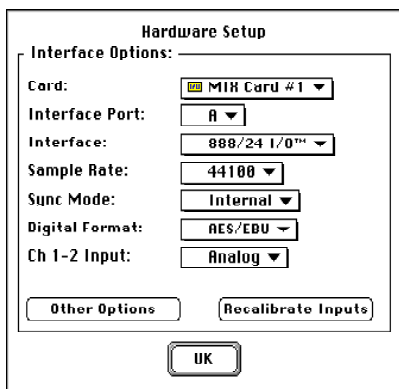 Hardware Setup
Interface Options:
Card: MIX Card #1
Interface Port: A
Interface: 888/24 I/O™
Sample Rate: 44100
Sync Mode: Internal
Digital Format: AES/EBU
Ch 1-2 Input: Analog
Other Options Recalibrate Inputs
UK